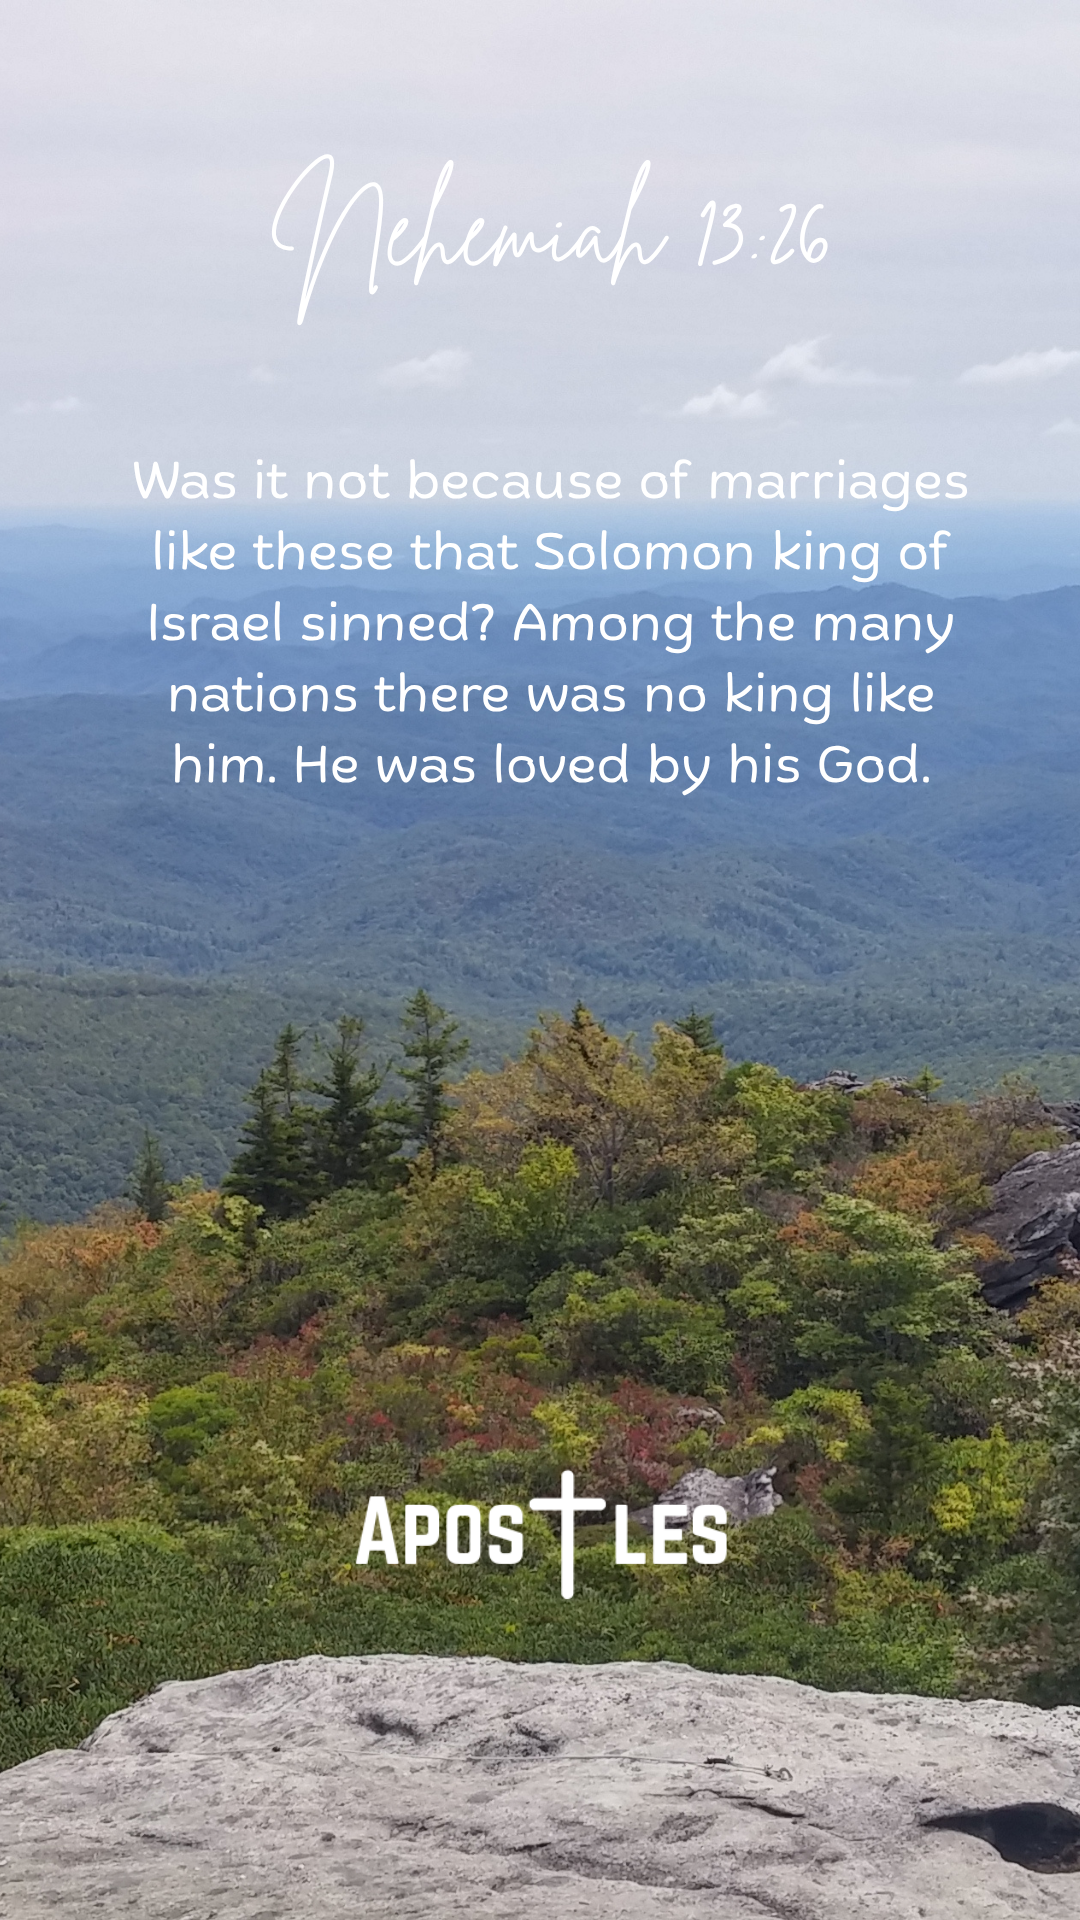 Nehemiah 13:26
Was it not because of marriages
like these that Solomon king of
Israel sinned? Among the many
nations there was no king like
him. He was loved by his God.
APOSTLES